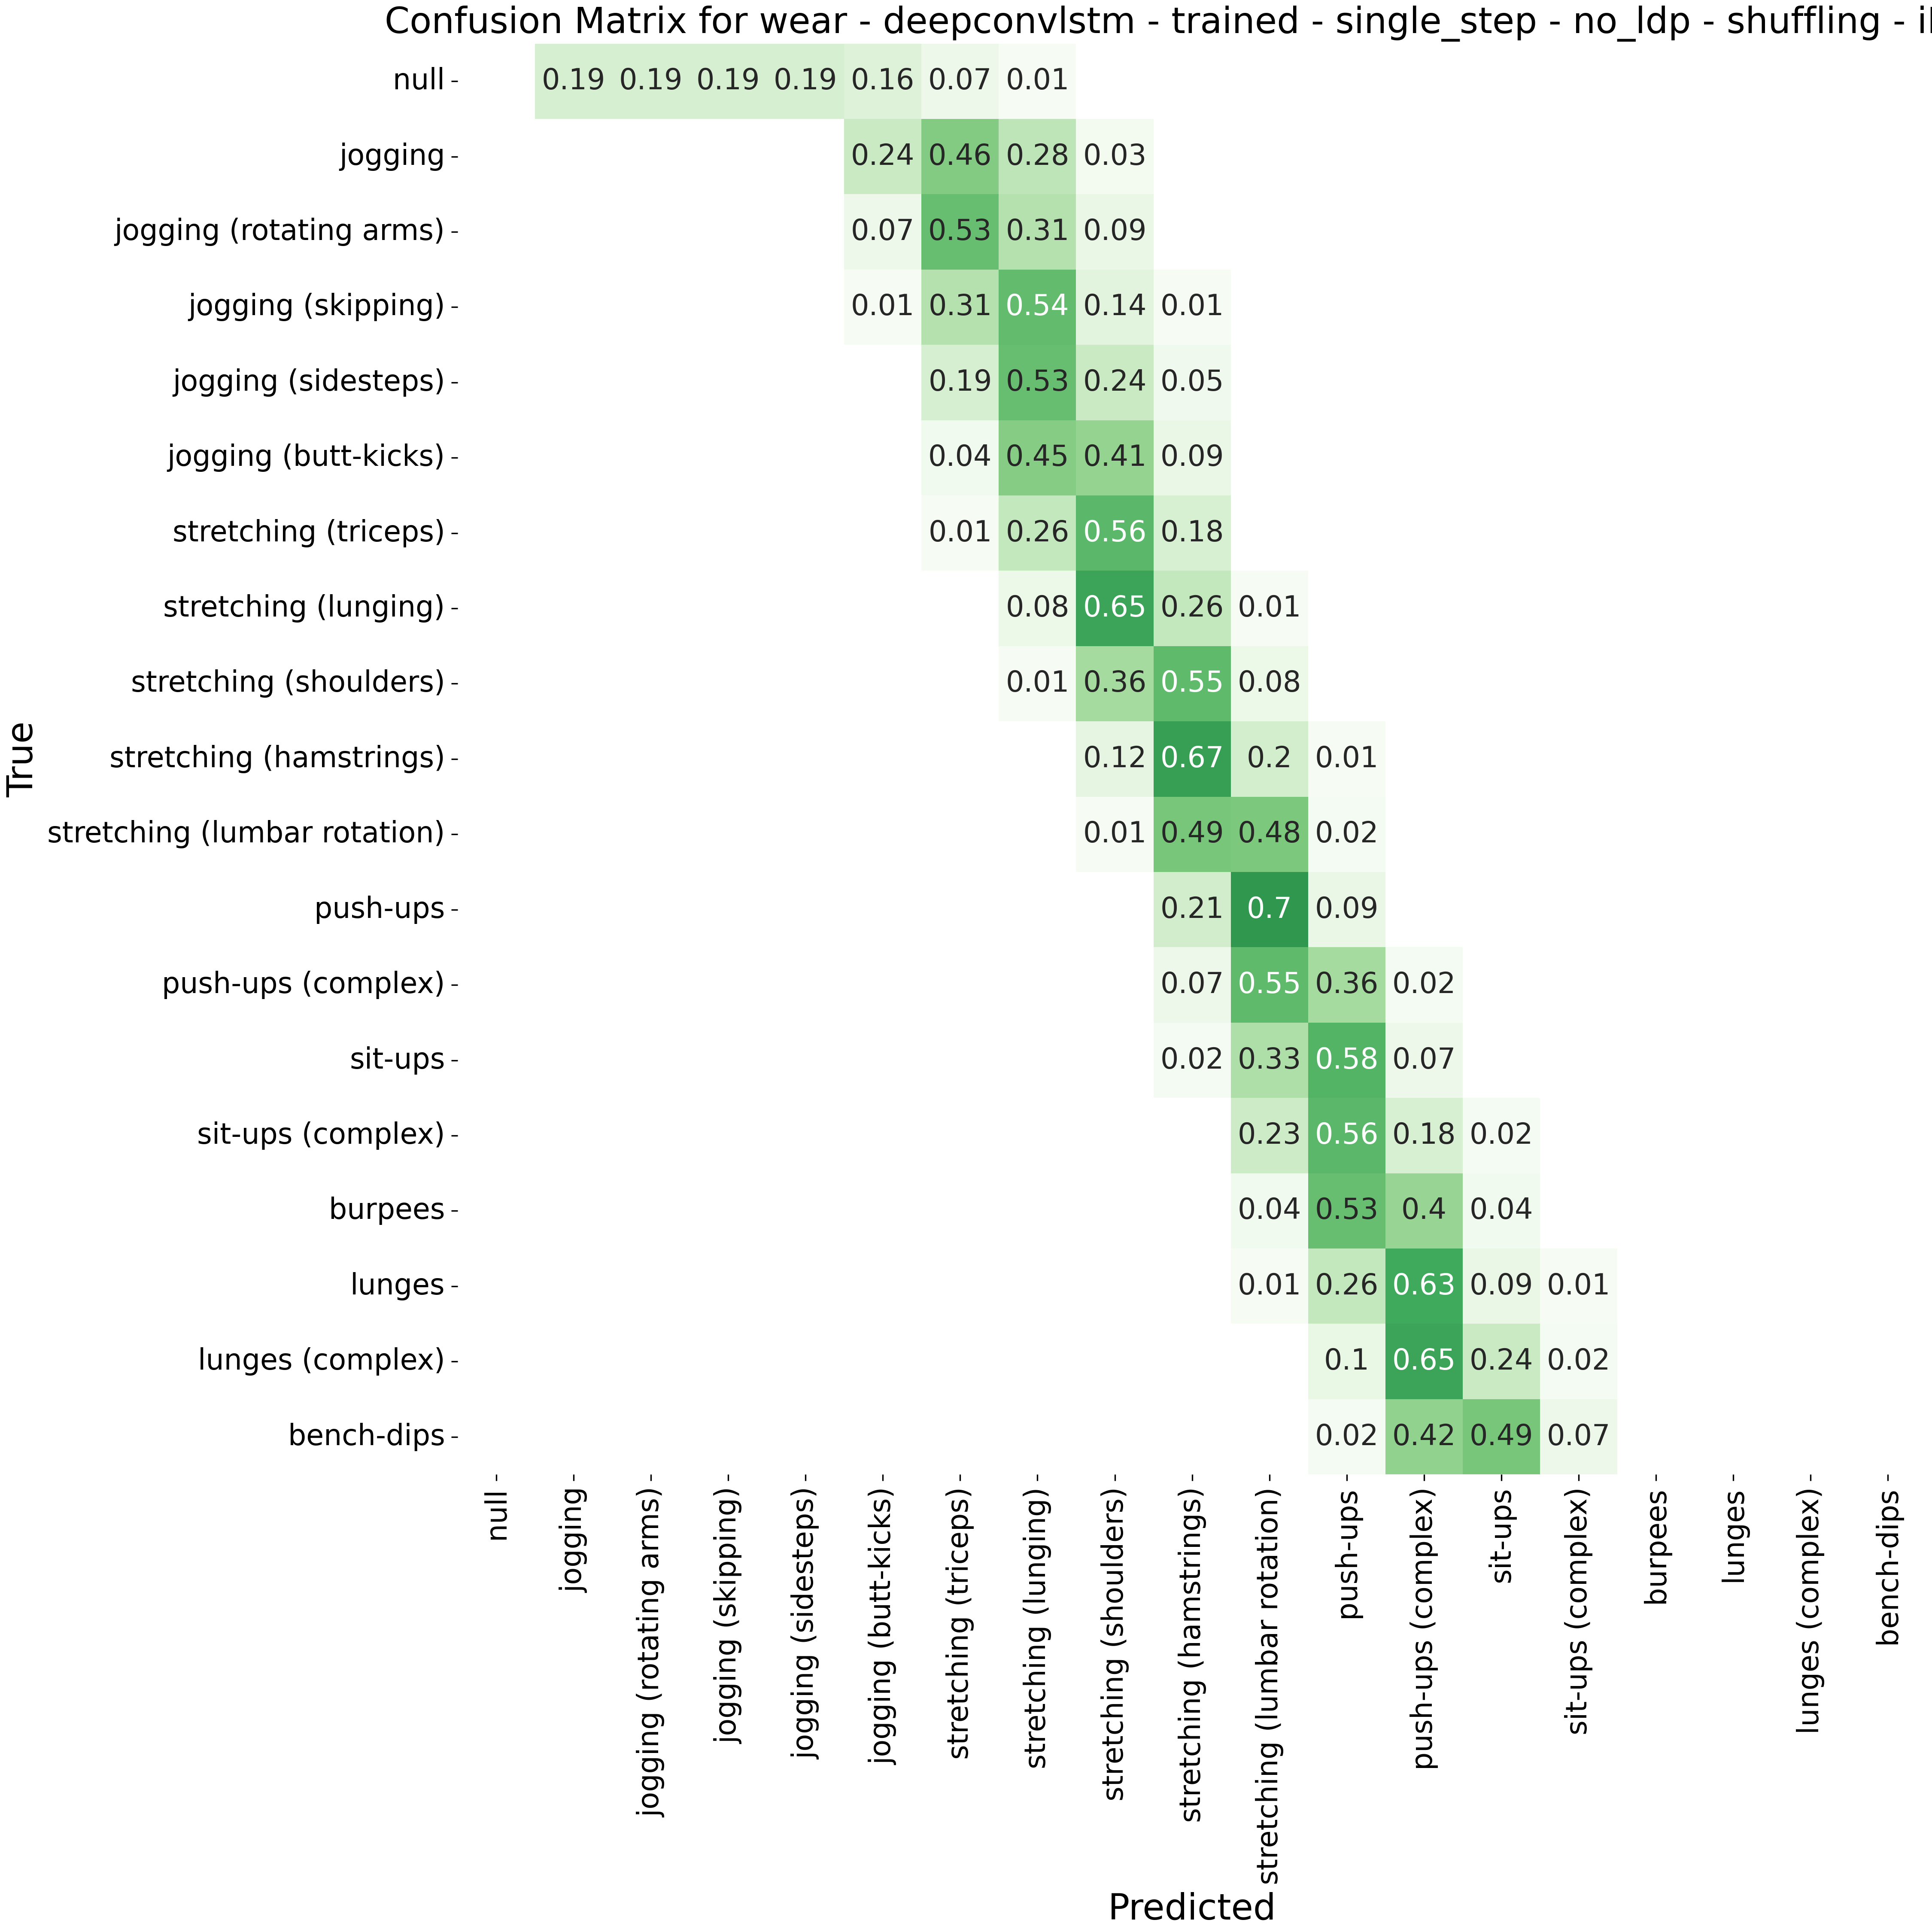 Confusion Matrix for wear - deepconvlstm - trained - single_step - no_ldp - shuffling -
null 0.19 0.19 0.19 0.19 0.16 0.07 0.01
jogging 0.24 0.46 0.28 0.03
jogging (rotating arms) 0.07 0.53 0.31 0.09
jogging (skipping) 0.01 0.31 0.54 0.14 0.01
jogging (sidesteps) 0.19 0.53 0.24 0.05
jogging (butt-kicks) 0.04 0.45 0.41 0.09
stretching (triceps) 0.01 0.26 0.56 0.18
stretching (lunging) 0.08 0.65 0.26 0.01
stretching (shoulders) 0.01 0.36 0.55 0.08
stretching (hamstrings) 0.12 0.67 0.2 0.01
stretching (lumbar rotation) 0.01 0.49 0.48 0.02
push-ups 0.21 0.7 0.09
push-ups (complex) 0.07 0.55 0.36 0.02
sit-ups 0.02 0.33 0.58 0.07
sit-ups (complex) 0.23 0.56 0.18 0.02
burpees 0.04 0.53 0.4 0.04
lunges 0.01 0.26 0.63 0.09 0.01
lunges (complex) 0.1 0.65 0.24 0.02
bench-dips 0.02 0.42 0.49 0.07
True
null
jogging
jogging (rotating arms)
jogging (skipping)
jogging (sidesteps)
jogging (butt-kicks)
stretching (triceps)
stretching (lunging)
stretching (shoulders)
stretching (hamstrings)
stretching (lumbar rotation)
push-ups
push-ups (complex)
sit-ups
sit-ups (complex)
burpees
lunges
lunges (complex)
bench-dips
Predicted